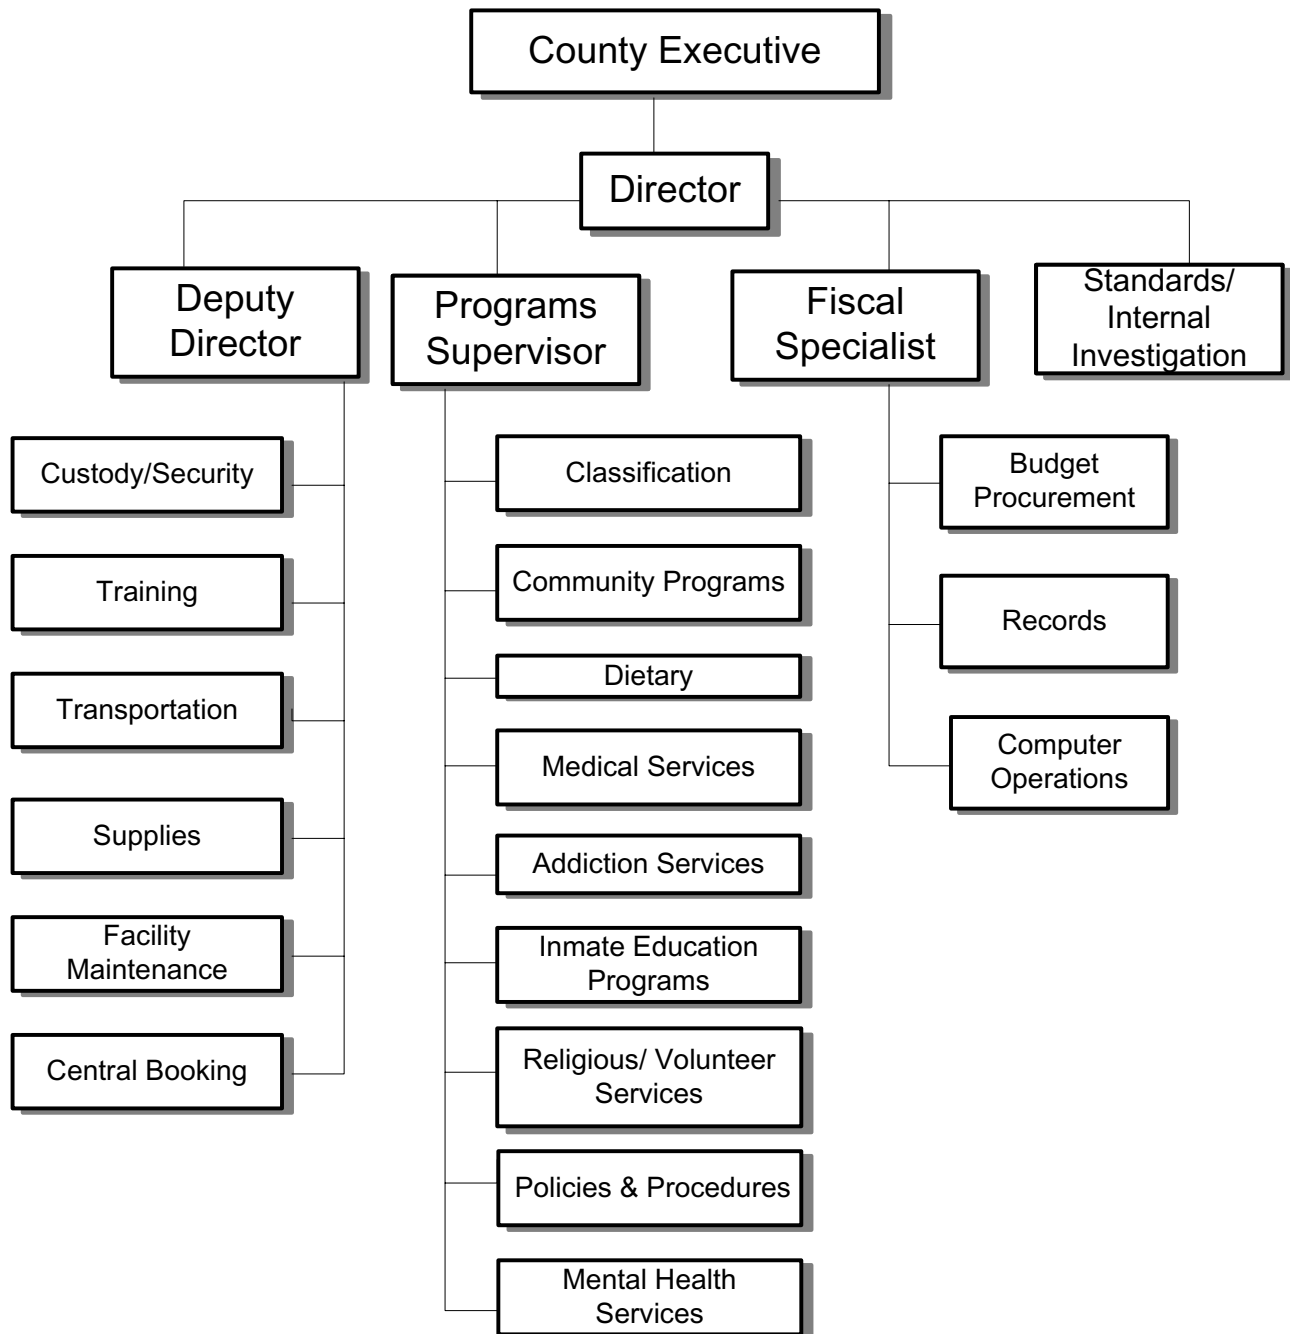 County Executive
Director
Deputy
Director
Programs
Supervisor
Fiscal
Specialist
Standards/
Internal
Investigation
Custody/Security
Training
Transportation
Supplies
Facility
Maintenance
Central Booking
Classification
Community Programs
Dietary
Medical Services
Addiction Services
Inmate Education
Programs
Religious/ Volunteer
Services
Policies & Procedures
Mental Health
Services
Budget
Procurement
Records
Computer
Operations